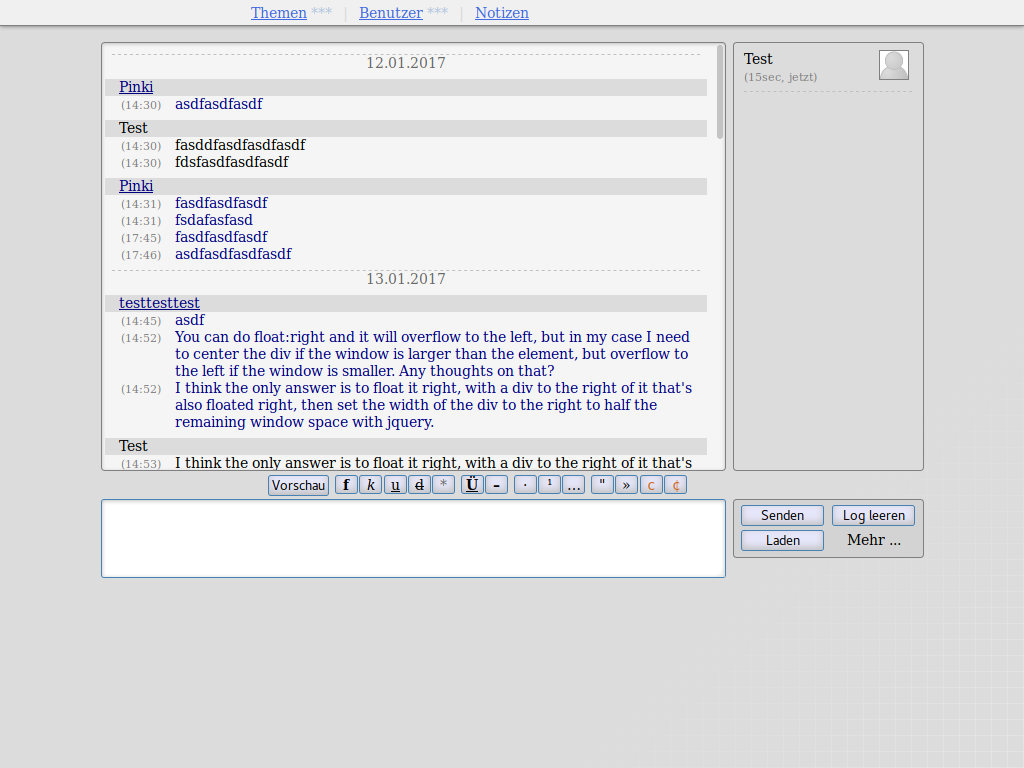 Themen *** | Benutzer *** | Notizen
12.01.2017
Pinki
(14:30) asdfasdfasdf
Test
(14:30) fasddfasdfasdfasdf
(14:30) fdsfasdfasdfasdf
Pinki
(14:31) fasdfasdfasdf
(14:31) fsdafasfasd
(17:45) fasdfasdfasdf
(17:46) asdfasdfasdfasdf
13.01.2017
testtesttest
(14:45) asdf
(14:52) You can do float:right and it will overflow to the left, but in my case I need
to center the div if the window is larger than the element, but overflow to
the left if the window is smaller. Any thoughts on that?
(14:52) I think the only answer is to float it right, with a div to the right of it that's
also floated right, then set the width of the div to the right to half the
remaining window space with jquery.
Test
(14:53) I think the only answer is to float it right, with a div to the right of it that's
Test
(15sec, jetzt)
Vorschau f k u d * Ü – · ¹ ... " » c ¢
Senden Log leeren
Laden Mehr ...